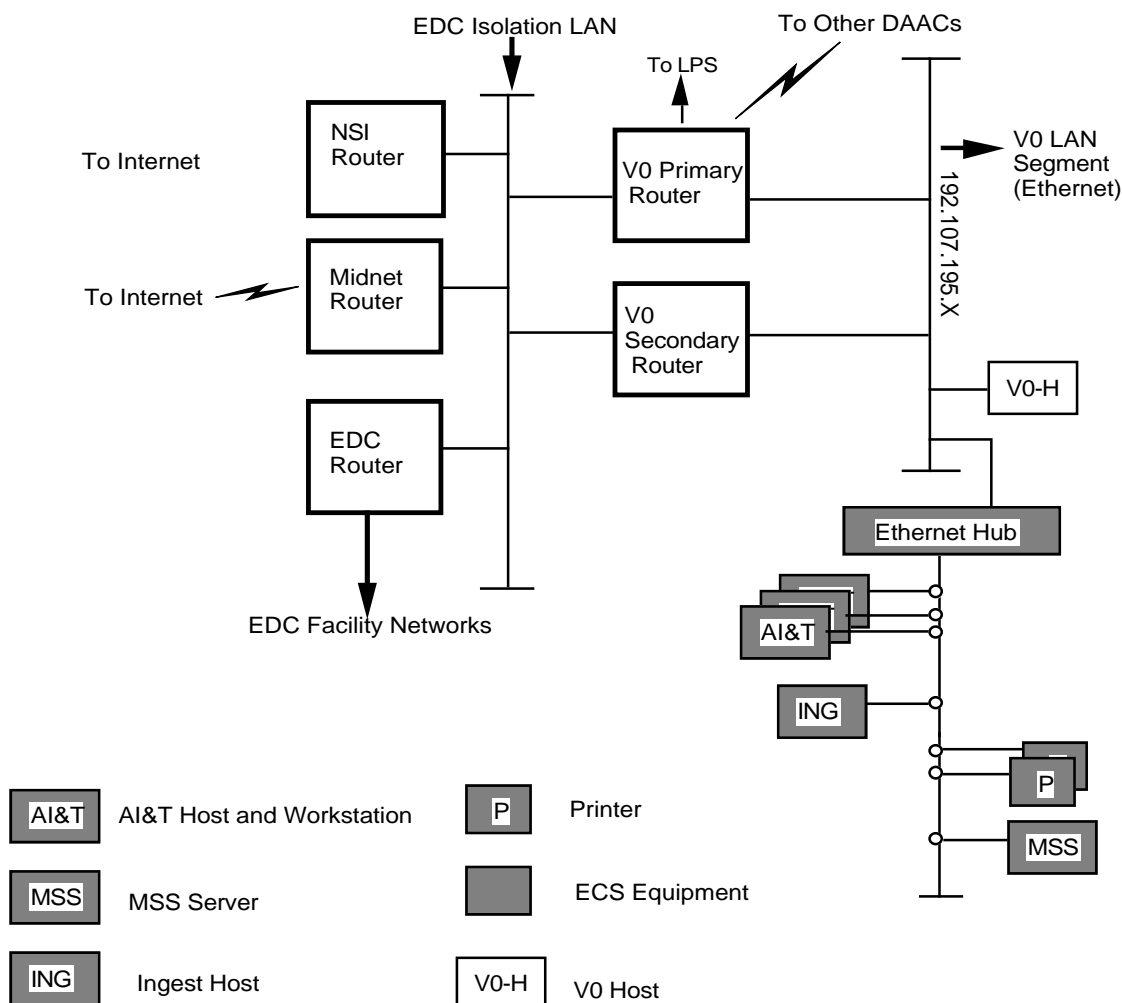 EDC Isolation LAN
To Other DAACs
To LPS
NSI
Router
To Internet
V0 Primary
Router
V0 LAN
Segment
(Ethernet)
192.107.195.X
Midnet
Router
To Internet
V0
Secondary
Router
V0-H
EDC
Router
Ethernet Hub
EDC Facility Networks
AI&T
ING
P
MSS
AI&T
AI&T Host and Workstation
P
Printer
MSS
MSS Server
ECS Equipment
ING
Ingest Host
V0-H
V0 Host